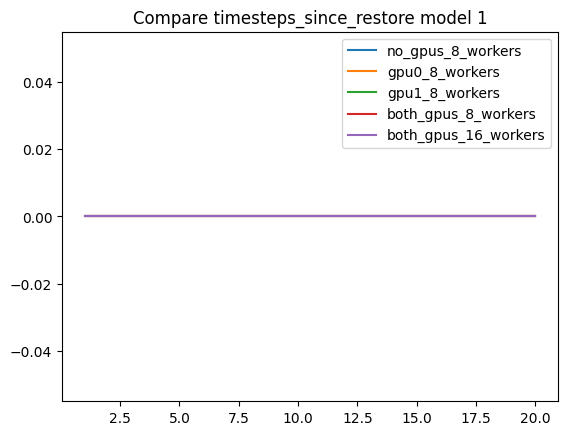 Compare timesteps_since_restore model 1
no_gpus_8_workers
gpu0_8_workers
gpu1_8_workers
both_gpus_8_workers
both_gpus_16_workers
0.04
0.02
0.00
−0.02
−0.04
2.5 5.0 7.5 10.0 12.5 15.0 17.5 20.0